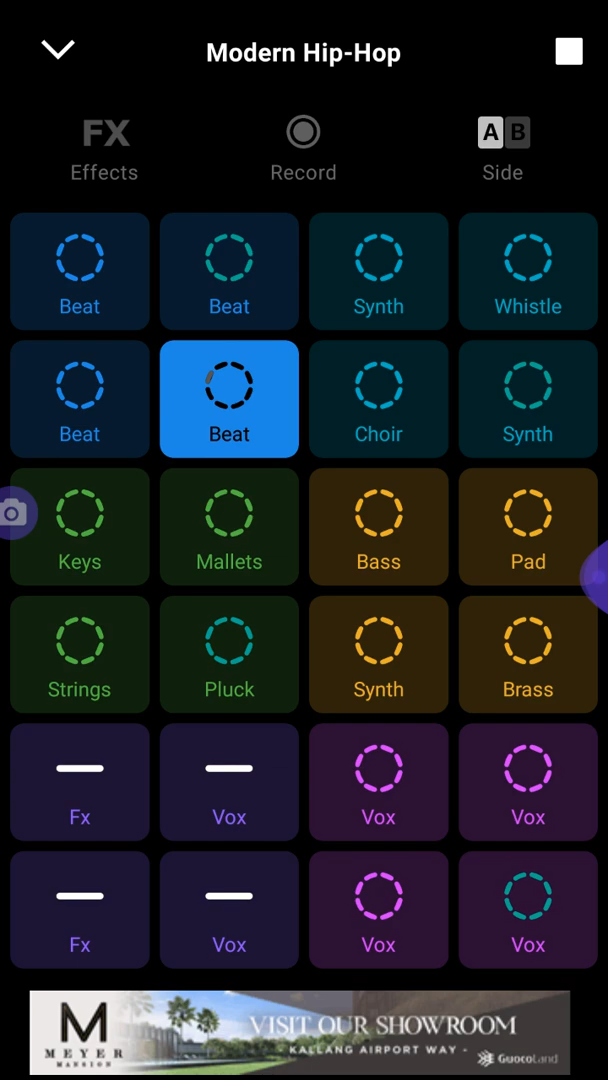 Modern Hip-Hop
FX
A B
Effects
Record
Side
Beat
Beat
Synth
Whistle
Beat
Beat
Choir
Synth
Keys
Mallets
Bass
Pad
Strings
Pluck
Synth
Brass
Fx
Vox
Vox
Vox
Fx
Vox
Vox
Vox
M
MEYER
MANSION
VISIT OUR SHOWROOM
KALLANG AIRPORT WAY -
GuocoLand